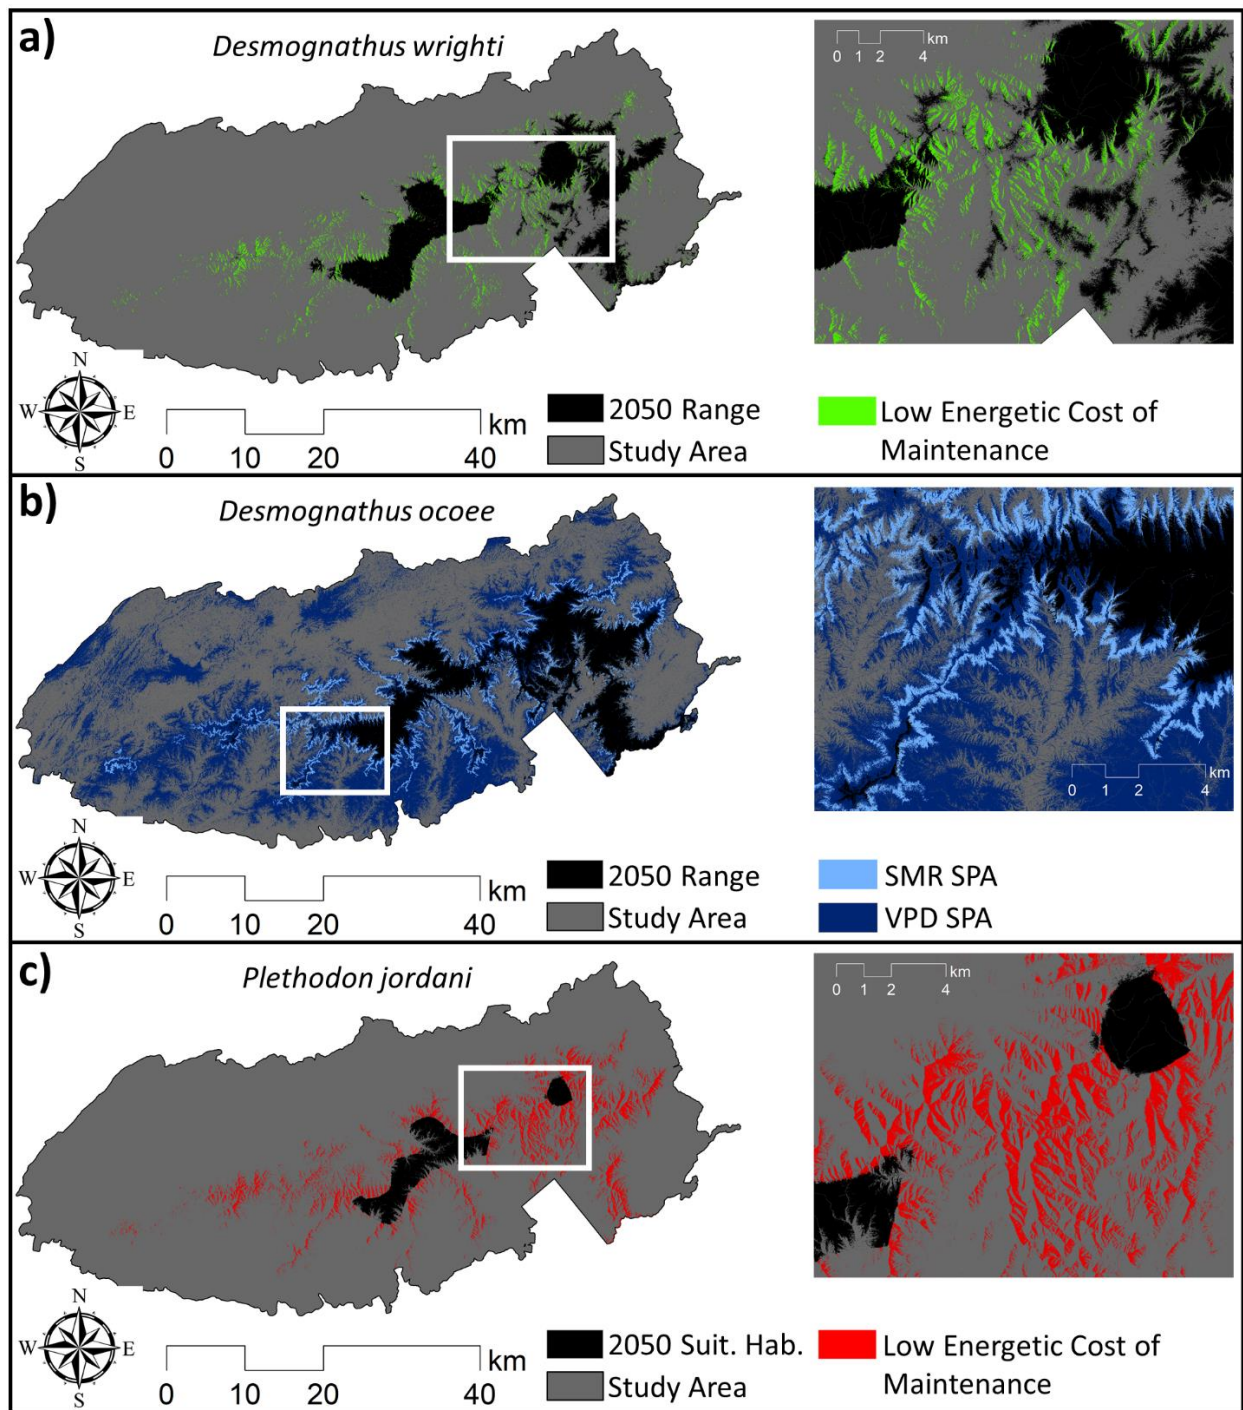 a)
Desmognathus wrighti
km
0 1 2 4
N
W E
S
km
0 10 20 40
2050 Range
Study Area
Low Energetic Cost of
Maintenance
b)
Desmognathus ocoee
km
0 1 2 4
N
W E
S
km
0 10 20 40
2050 Range
Study Area
SMR SPA
VPD SPA
c)
Plethodon jordani
km
0 1 2 4
N
W E
S
km
0 10 20 40
2050 Suit. Hab.
Study Area
Low Energetic Cost of
Maintenance